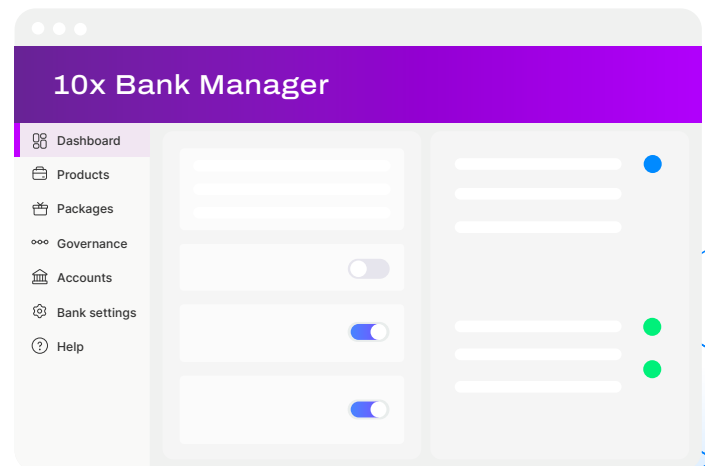 10x Bank Manager
Dashboard
Products
Packages
Governance
Accounts
Bank settings
Help